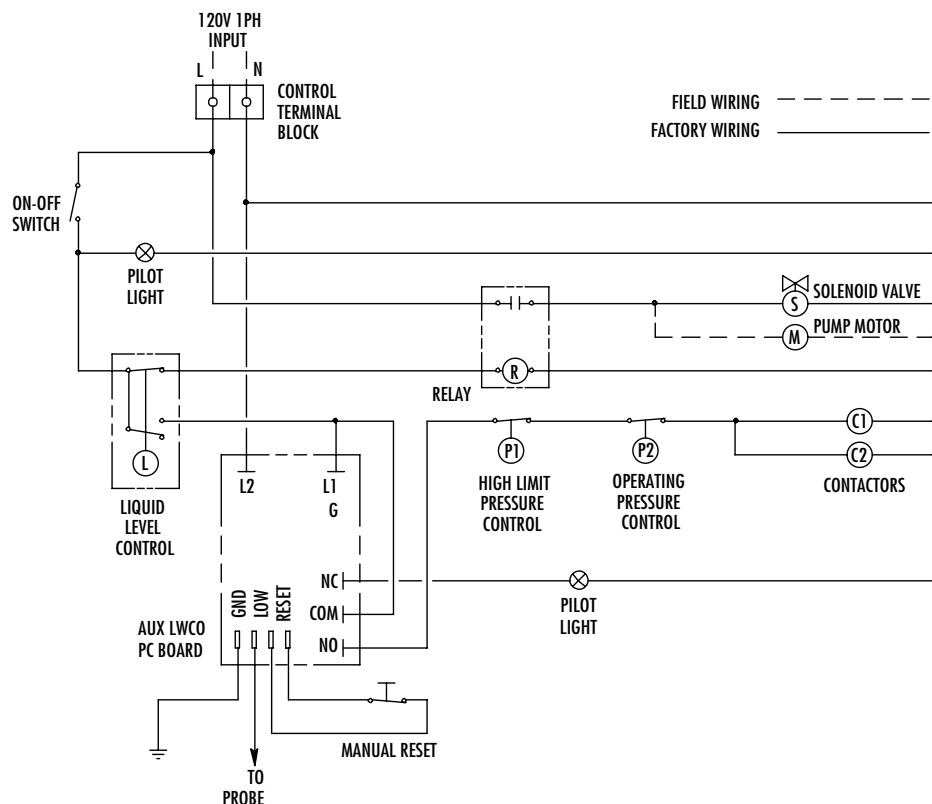 120V 1PH
INPUT
L
N
CONTROL
TERMINAL
BLOCK
FIELD WIRING
FACTORY WIRING
ON-OFF
SWITCH
PILOT
LIGHT
SOLENOID VALVE
S
PUMP MOTOR
M
R
RELAY
L
LIQUID
LEVEL
CONTROL
L2
L1
G
P1
HIGH LIMIT
PRESSURE
CONTROL
P2
OPERATING
PRESSURE
CONTROL
C1
C2
CONTACTORS
NC
COM
NO
GND
LOW
RESET
AUX LWCO
PC BOARD
PILOT
LIGHT
MANUAL RESET
TO
PROBE